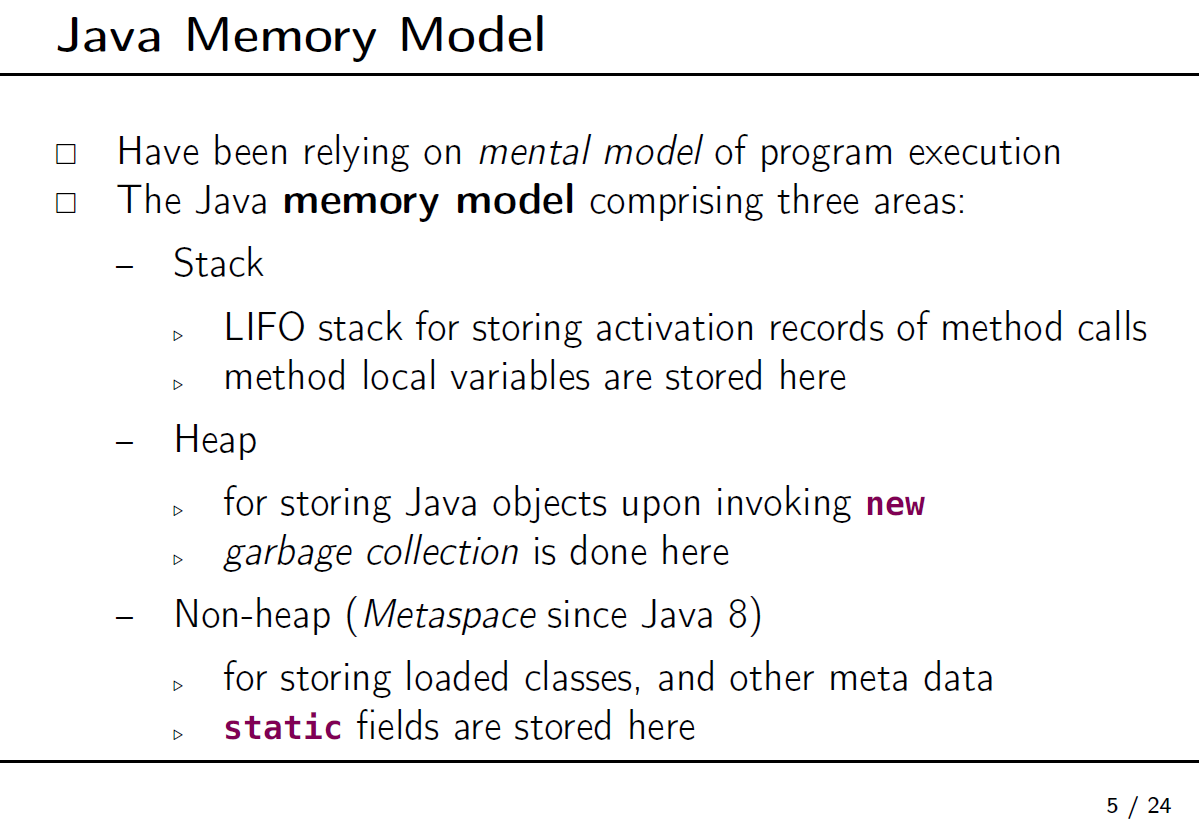 Java Memory Model
□ Have been relying on mental model of program execution
□ The Java memory model comprising three areas:
– Stack
▷ LIFO stack for storing activation records of method calls
▷ method local variables are stored here
– Heap
▷ for storing Java objects upon invoking new
▷ garbage collection is done here
– Non-heap (Metaspace since Java 8)
▷ for storing loaded classes, and other meta data
▷ static fields are stored here
5 / 24